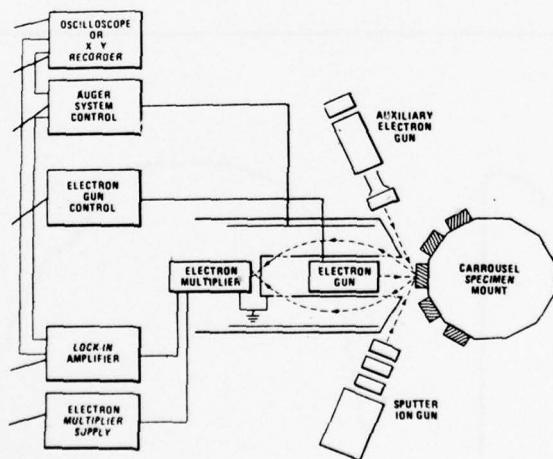 OSCILLOSCOPE
OR
X Y
RECORDER
AUGER
SYSTEM
CONTROL
ELECTRON
GUN
CONTROL
AUXILIARY
ELECTRON
GUN
ELECTRON
MULTIPLIER
ELECTRON
GUN
CARROUSEL
SPECIMEN
MOUNT
LOCK-IN
AMPLIFIER
ELECTRON
MULTIPLIER
SUPPLY
SPUTTER
ION GUN